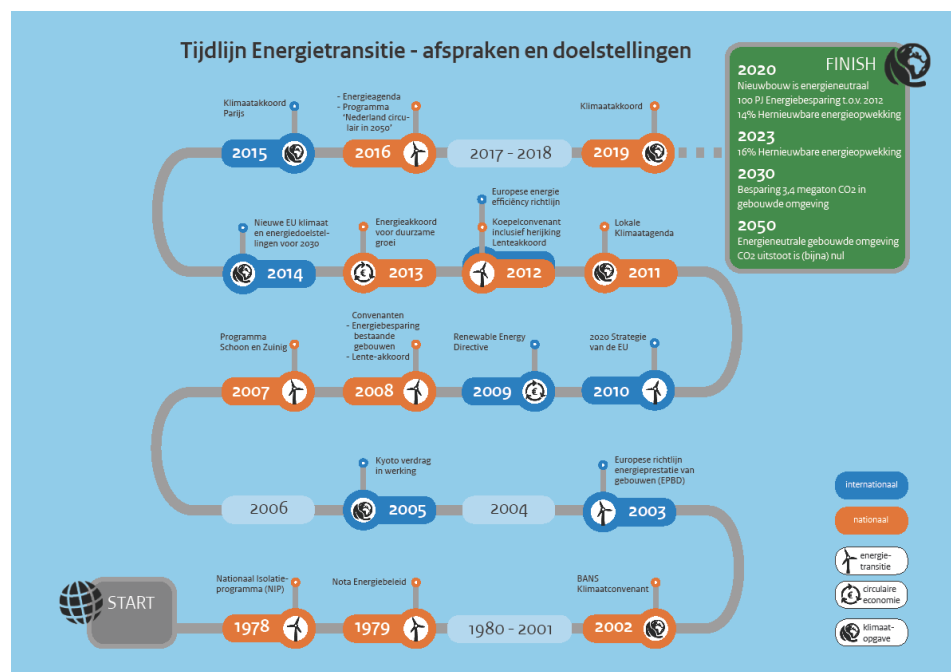 Tijdlijn Energietransitie - afspraken en doelstellingen
FINISH
2020
Nieuwbouw is energieneutraal
100 PJ Energiebesparing t.o.v. 2012
14% Hernieuwbare energieopwekking
2023
16% Hernieuwbare energieopwekking
2030
Besparing 3,4 megaton CO2 in
gebouwde omgeving
2050
Energieneutrale gebouwde omgeving
CO2 uitstoot is (bijna) nul
Klimaatakkoord
Parijs
- Energieagenda
- Programma
'Nederland circu-
lair in 2050'
Klimaatakkoord
2015
2016
2017 - 2018
2019
Nieuwe EU klimaat
en energiedoelstel-
lingen voor 2030
Energieakkoord
voor duurzame
groei
Europese energie
efficiëncy richtlijn
Koepelconvenant
inclusief herijking
Lenteakkoord
Lokale
Klimaatagenda
2014
2013
2012
2011
Programma
Schoon en Zuinig
Convenanten
- Energiebesparing
bestaande
gebouwen
- Lente-akkoord
Renewable Energy
Directive
2020 Strategie
van de EU
2007
2008
2009
2010
Kyoto verdrag
in werking
Europese richtlijn
energieprestatie van
gebouwen (EPBD)
2006
2005
2004
2003
START
Nationaal Isolatie-
programma (NIP)
Nota Energiebeleid
BANS
Klimaatconvenant
1978
1979
1980 - 2001
2002
internationaal
nationaal
energie-
transitie
circulaire
economie
klimaat-
opgave